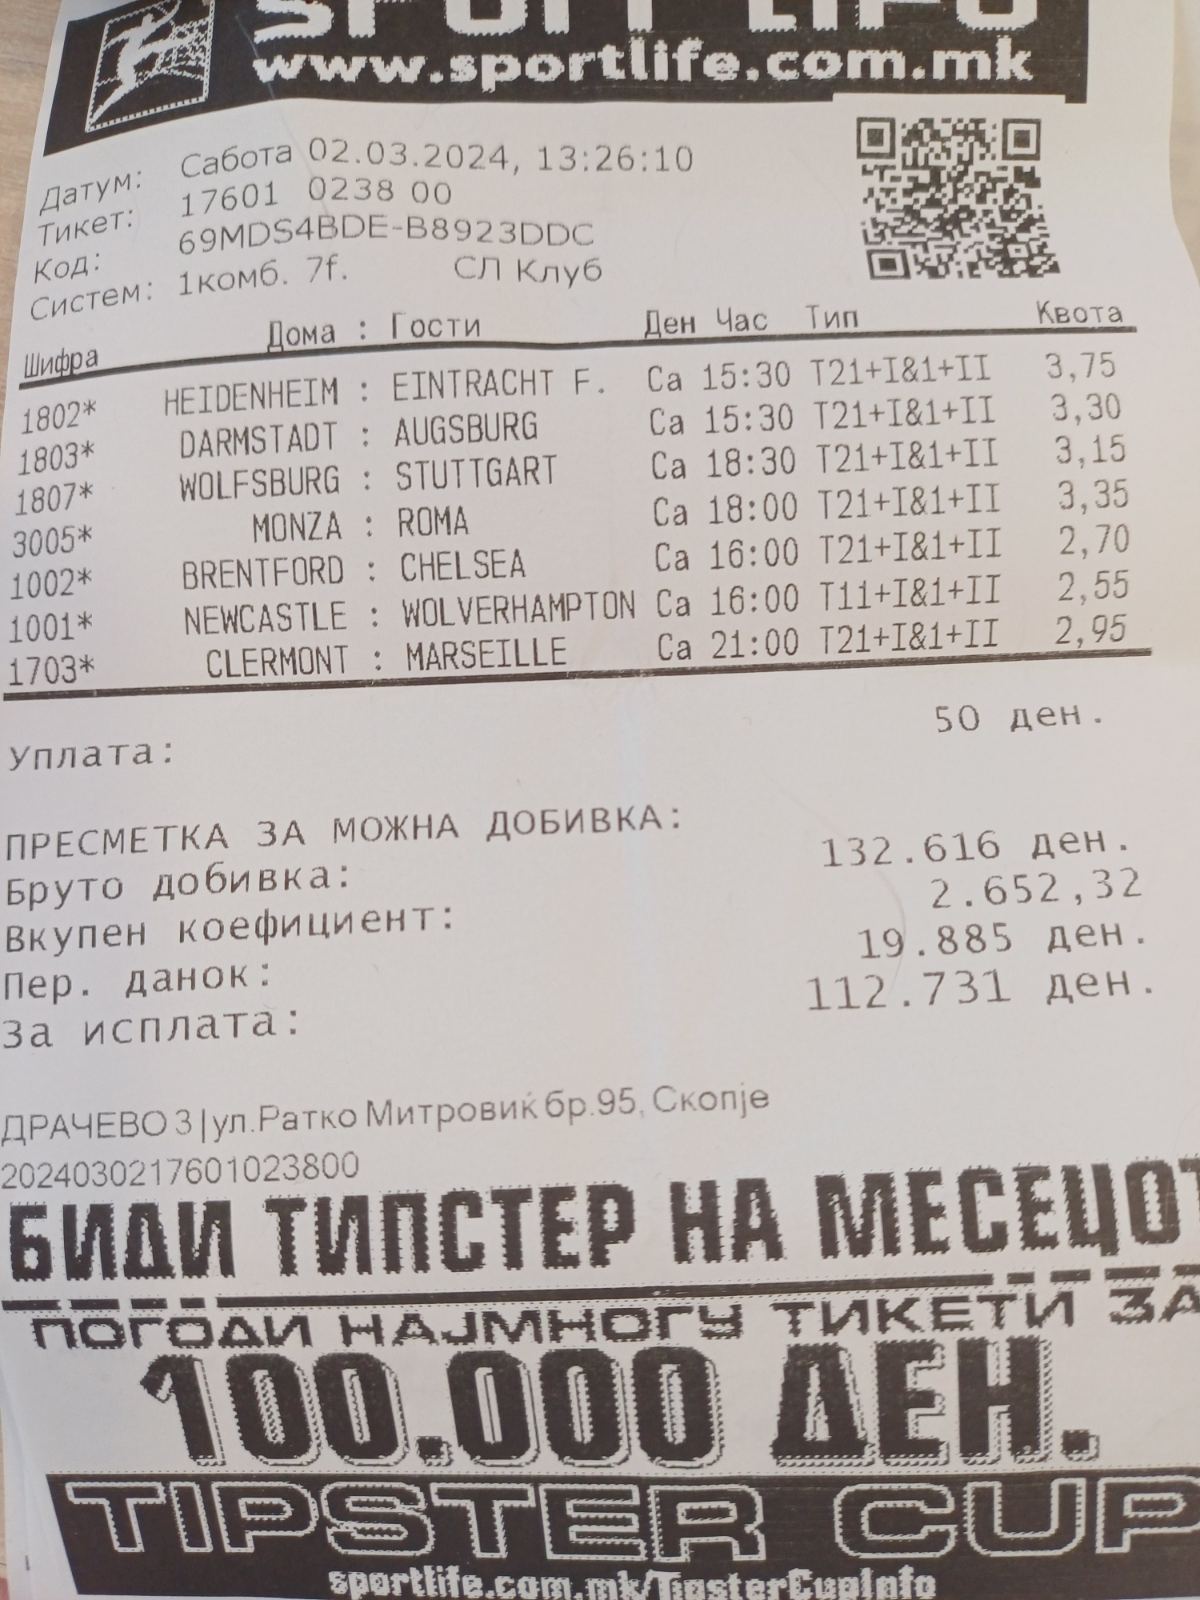 SPORT LIFE
www.sportlife.com.mk
Датум: Сабота 02.03.2024, 13:26:10
Тикет: 17601 0238 00
Код: 69MDS4BDE-B8923DDC
Систем: 1комб. 7f. СЛ Клуб
Шифра Дома : Гости Ден Час Тип Квота
1802* HEIDENHEIM : EINTRACHT F. Са 15:30 T21+I&1+II 3,75
1803* DARMSTADT : AUGSBURG Са 15:30 T21+I&1+II 3,30
1807* WOLFSBURG : STUTTGART Са 18:30 T21+I&1+II 3,15
3005* MONZA : ROMA Са 18:00 T21+I&1+II 3,35
1002* BRENTFORD : CHELSEA Са 16:00 T21+I&1+II 2,70
1001* NEWCASTLE : WOLVERHAMPTON Са 16:00 T11+I&1+II 2,55
1703* CLERMONT : MARSEILLE Са 21:00 T21+I&1+II 2,95
Уплата: 50 ден.
ПРЕСМЕТКА ЗА МОЖНА ДОБИВКА:
Бруто добивка: 132.616 ден.
Вкупен коефициент: 2.652,32
Пер. данок: 19.885 ден.
За исплата: 112.731 ден.
ДРАЧЕВО 3|ул.Ратко Митровиќ бр.95, Скопје
2024030217601023800
БИДИ ТИПСТЕР НА МЕСЕЦОТ
ПОГОДИ НАЈМНОГУ ТИКЕТИ ЗА
100.000 ДЕН.
TIPSTER CUP
sportlife.com.mk/TipsterCupInfo